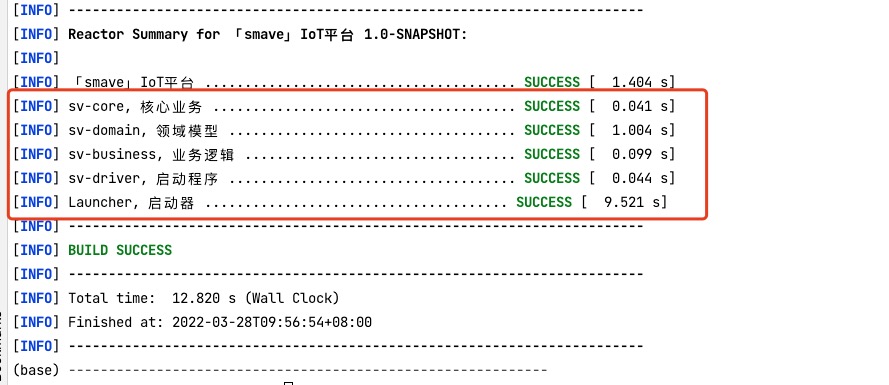 [INFO] ------------------------------------------------------------------------
[INFO] Reactor Summary for 「smave」IoT平台 1.0-SNAPSHOT:
[INFO]
[INFO] 「smave」IoT平台 ....................................... SUCCESS [  1.404 s]
[INFO] sv-core, 核心业务 ...................................... SUCCESS [  0.041 s]
[INFO] sv-domain, 领域模型 .................................... SUCCESS [  1.004 s]
[INFO] sv-business, 业务逻辑 .................................. SUCCESS [  0.099 s]
[INFO] sv-driver, 启动程序 .................................... SUCCESS [  0.044 s]
[INFO] Launcher, 启动器 ...................................... SUCCESS [  9.521 s]
[INFO] ------------------------------------------------------------------------
[INFO] BUILD SUCCESS
[INFO] ------------------------------------------------------------------------
[INFO] Total time:  12.820 s (Wall Clock)
[INFO] Finished at: 2022-03-28T09:56:54+08:00
[INFO] ------------------------------------------------------------------------
(base) ------------------------------------------------------------